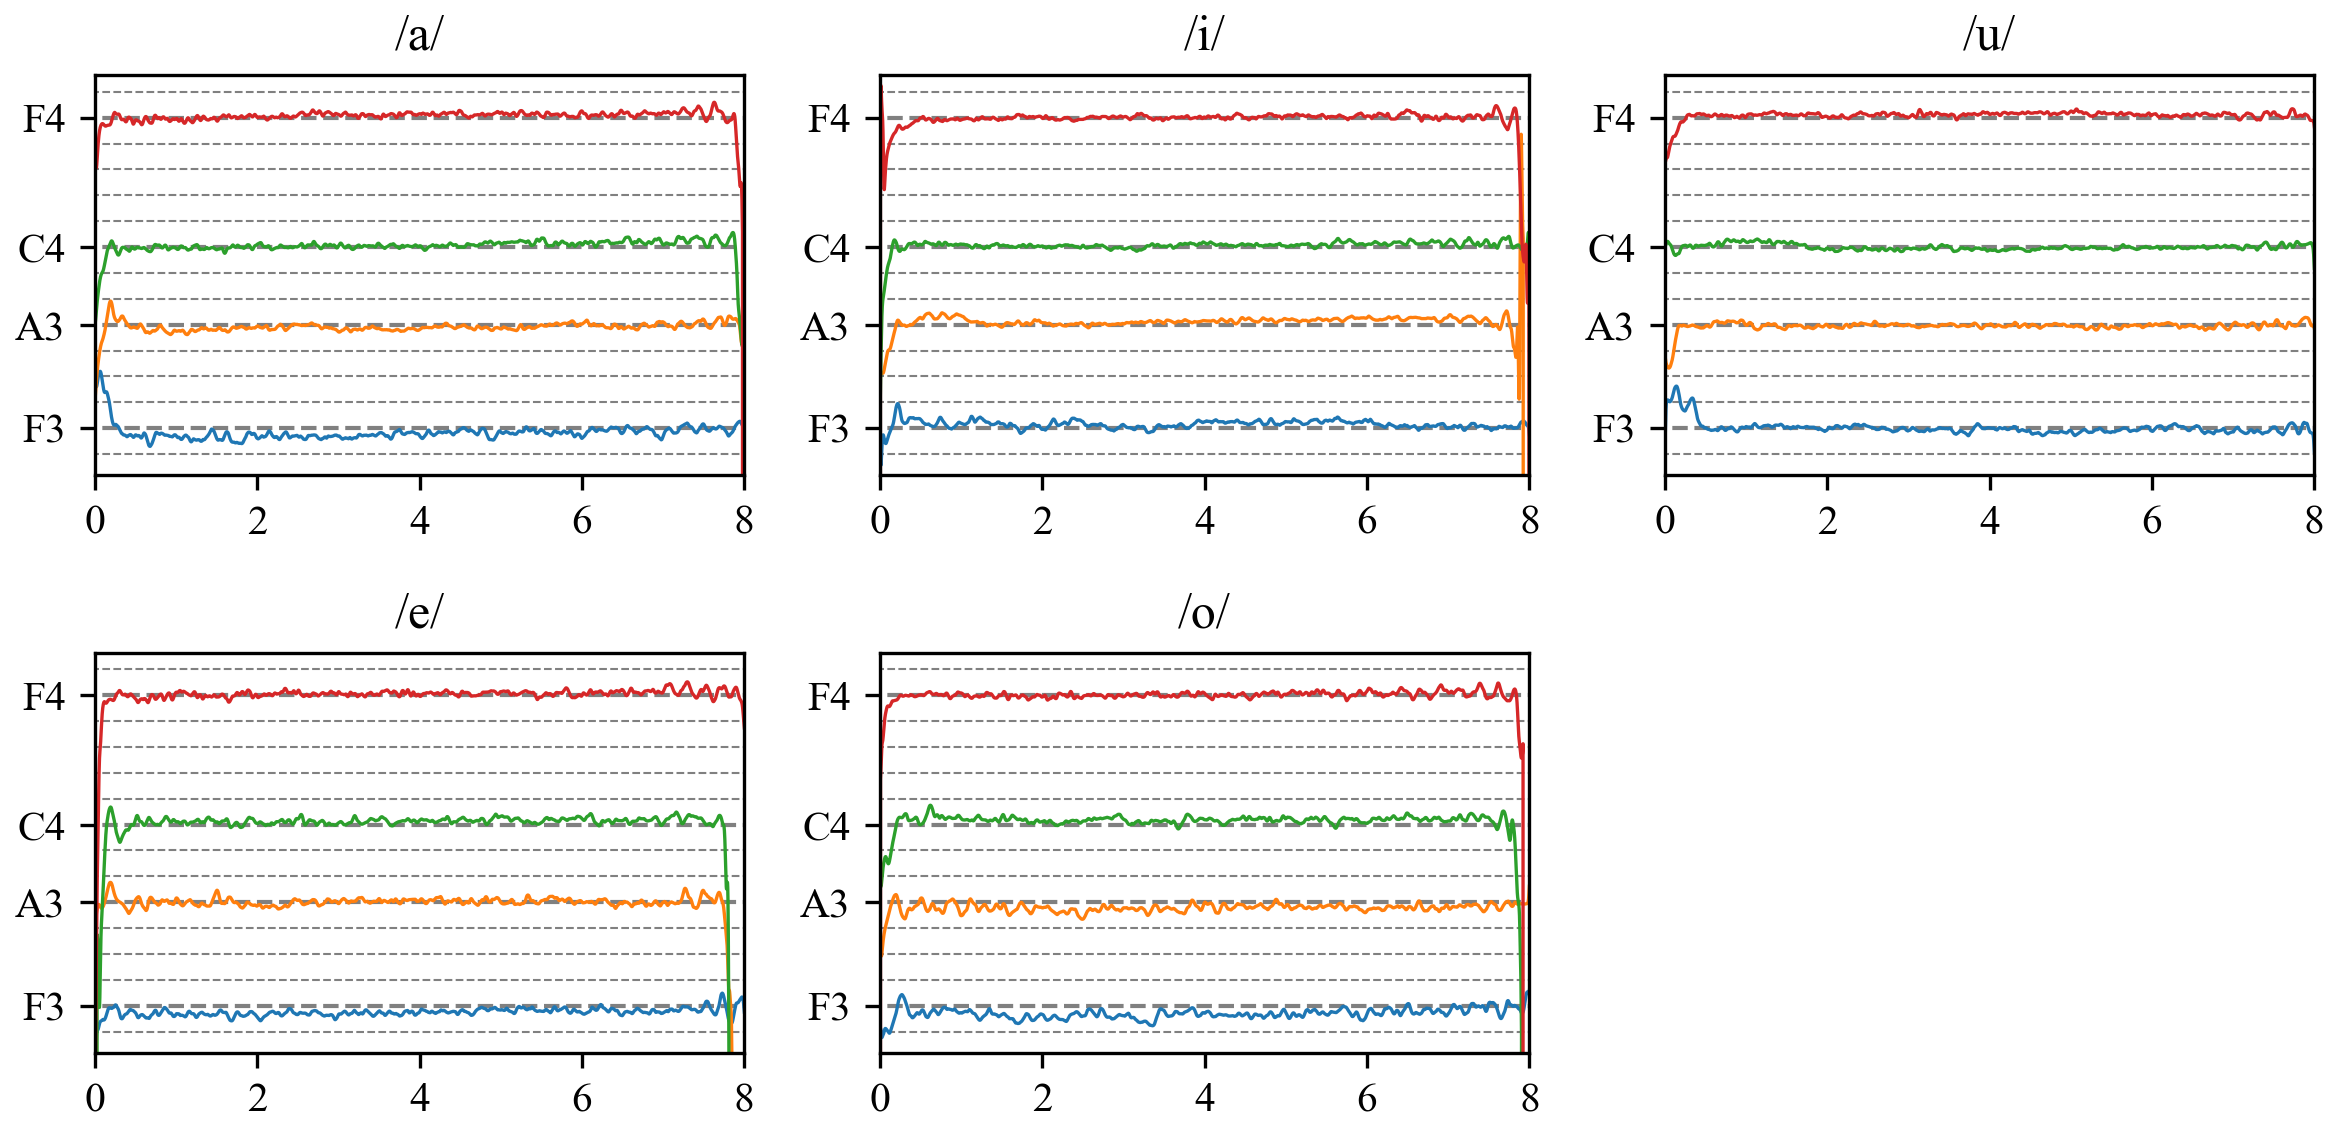 /a/ /i/ /u/
F4 F4 F4
C4 C4 C4
A3 A3 A3
F3 F3 F3
0 2 4 6 8 0 2 4 6 8 0 2 4 6 8
/e/ /o/
F4 F4
C4 C4
A3 A3
F3 F3
0 2 4 6 8 0 2 4 6 8